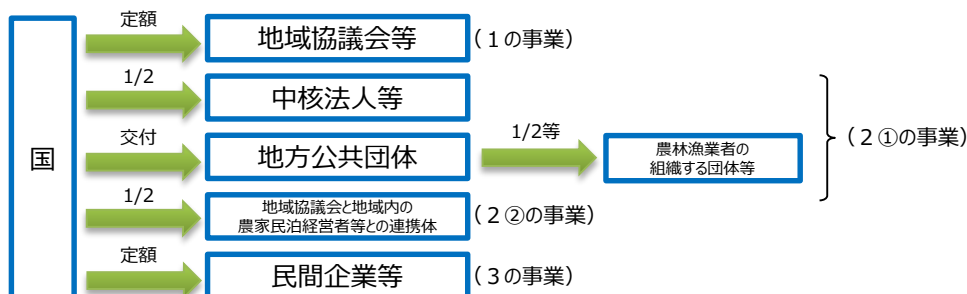 国
定額
地域協議会等
（１の事業）
1/2
中核法人等
交付
地方公共団体
1/2等
農林漁業者の
組織する団体等
（２①の事業）
1/2
地域協議会と地域内の
農家民泊経営者等との連携体
（２②の事業）
定額
民間企業等
（３の事業）